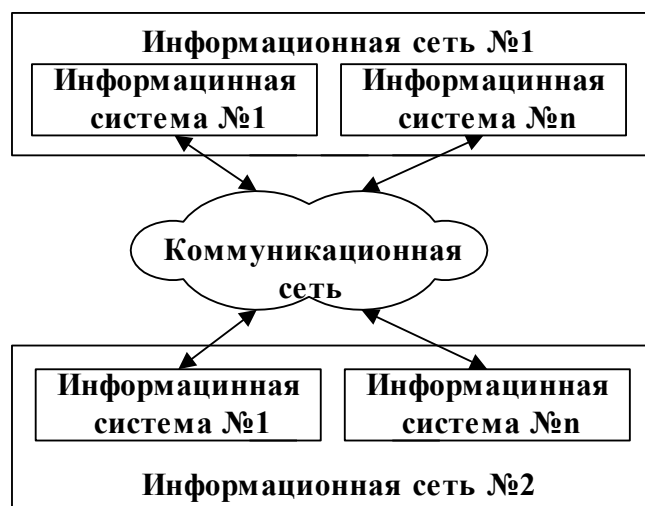 Информационная сеть №1
Информацинная
система №1
Информацинная
система №n
Коммуникационная
сеть
Информацинная
система №1
Информацинная
система №n
Информационная сеть №2